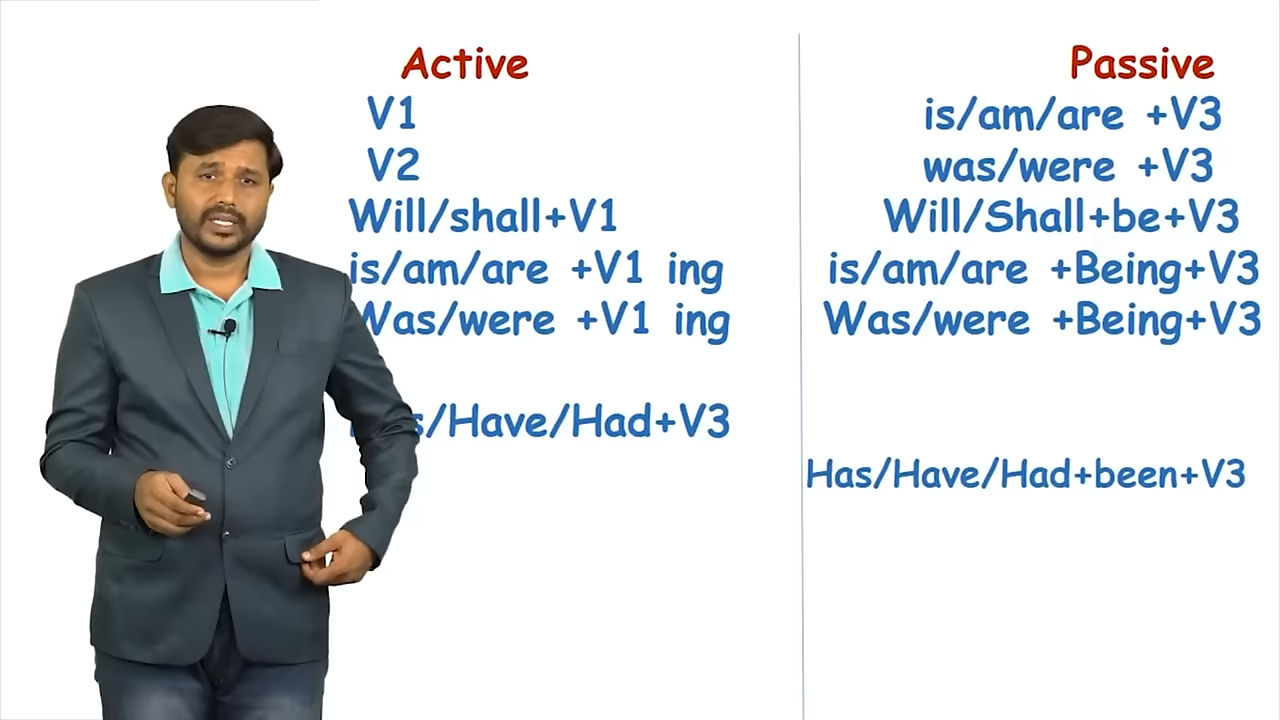 Active
V1
V2
Will/shall+V1
is/am/are +V1 ing
Was/were +V1 ing
/Have/Had+V3
Passive
is/am/are +V3
was/were +V3
Will/Shall+be+V3
is/am/are +Being+V3
Was/were +Being+V3
Has/Have/Had+been+V3